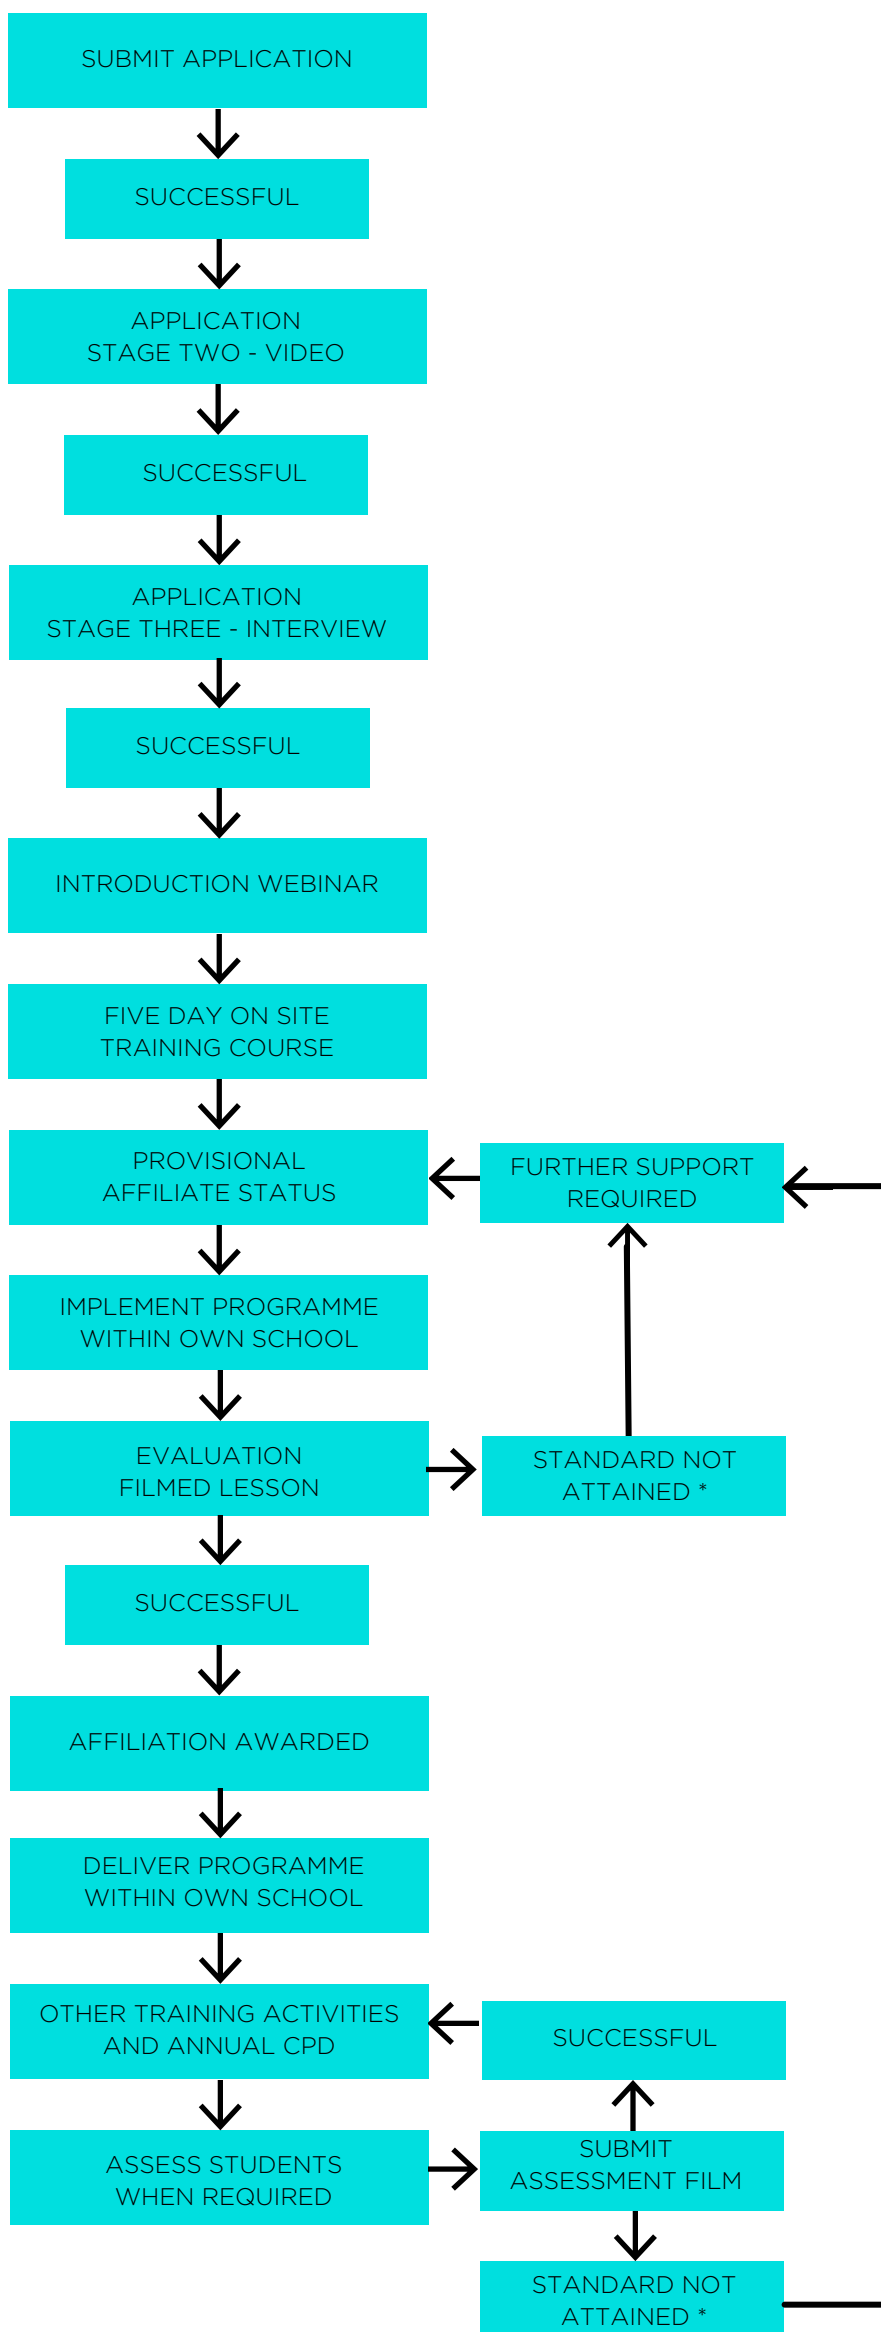 SUBMIT APPLICATION
SUCCESSFUL
APPLICATION
STAGE TWO - VIDEO
SUCCESSFUL
APPLICATION
STAGE THREE - INTERVIEW
SUCCESSFUL
INTRODUCTION WEBINAR
FIVE DAY ON SITE
TRAINING COURSE
PROVISIONAL
AFFILIATE STATUS
FURTHER SUPPORT
REQUIRED
IMPLEMENT PROGRAMME
WITHIN OWN SCHOOL
EVALUATION
FILMED LESSON
STANDARD NOT
ATTAINED *
SUCCESSFUL
AFFILIATION AWARDED
DELIVER PROGRAMME
WITHIN OWN SCHOOL
OTHER TRAINING ACTIVITIES
AND ANNUAL CPD
SUCCESSFUL
ASSESS STUDENTS
WHEN REQUIRED
SUBMIT
ASSESSMENT FILM
STANDARD NOT
ATTAINED *